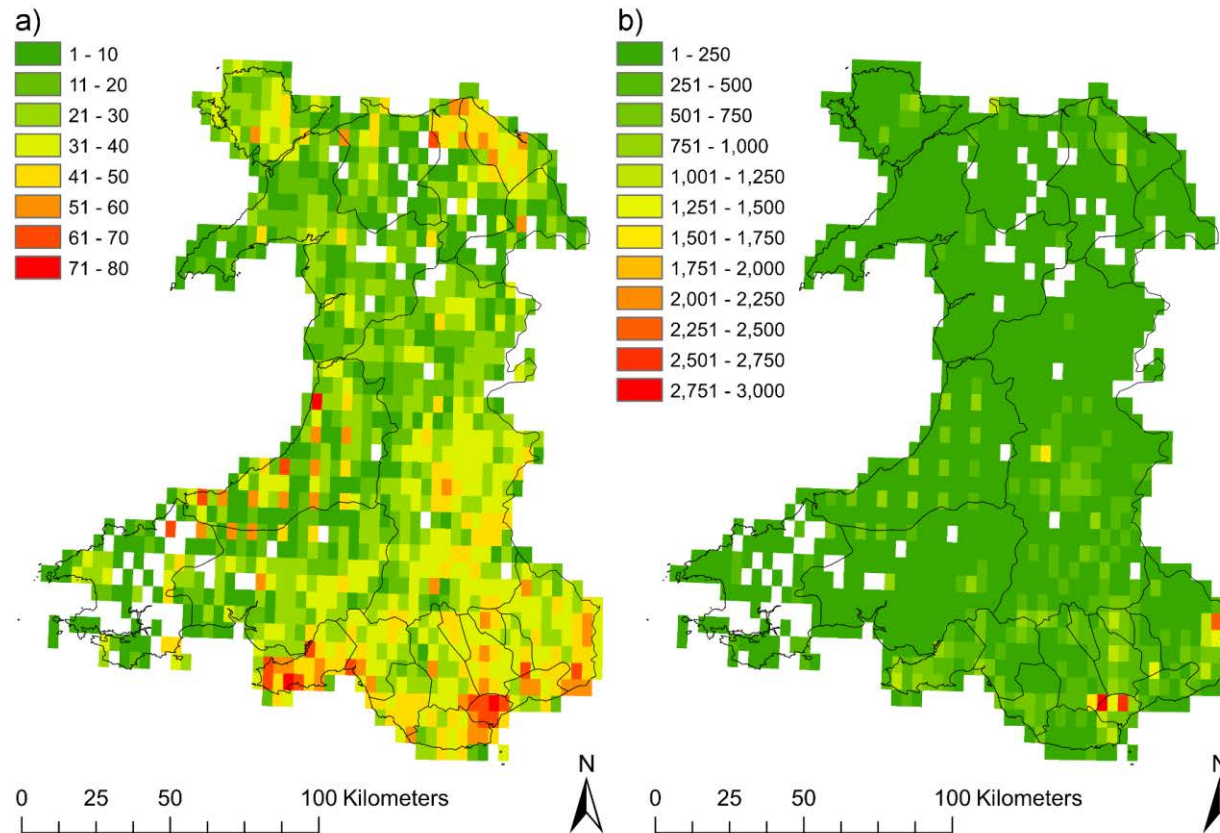 a)
1 - 10
11 - 20
21 - 30
31 - 40
41 - 50
51 - 60
61 - 70
71 - 80
N
0 25 50 100 Kilometers
b)
1 - 250
251 - 500
501 - 750
751 - 1,000
1,001 - 1,250
1,251 - 1,500
1,501 - 1,750
1,751 - 2,000
2,001 - 2,250
2,251 - 2,500
2,501 - 2,750
2,751 - 3,000
N
0 25 50 100 Kilometers